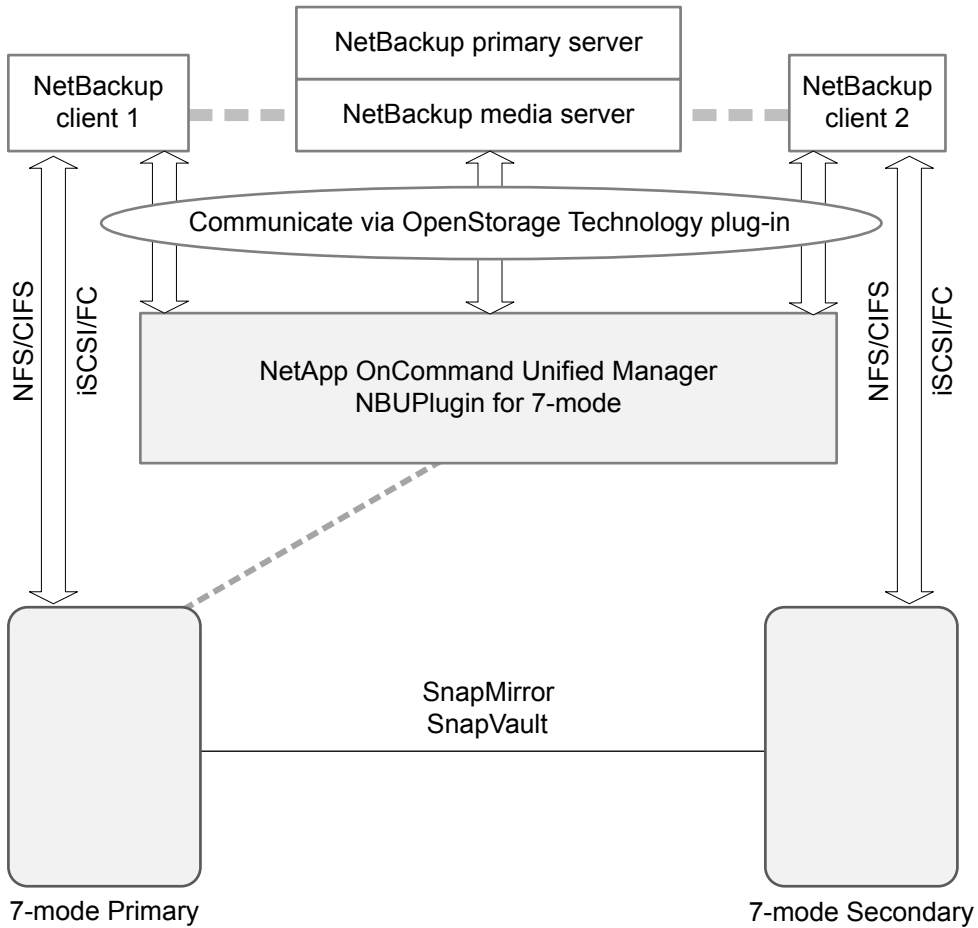 NetBackup primary server
NetBackup
client 1
NetBackup media server
NetBackup
client 2
Communicate via OpenStorage Technology plug-in
NFS/CIFS
iSCSI/FC
NetApp OnCommand Unified Manager
NBUPlugin for 7-mode
NFS/CIFS
iSCSI/FC
SnapMirror
SnapVault
7-mode Primary
7-mode Secondary